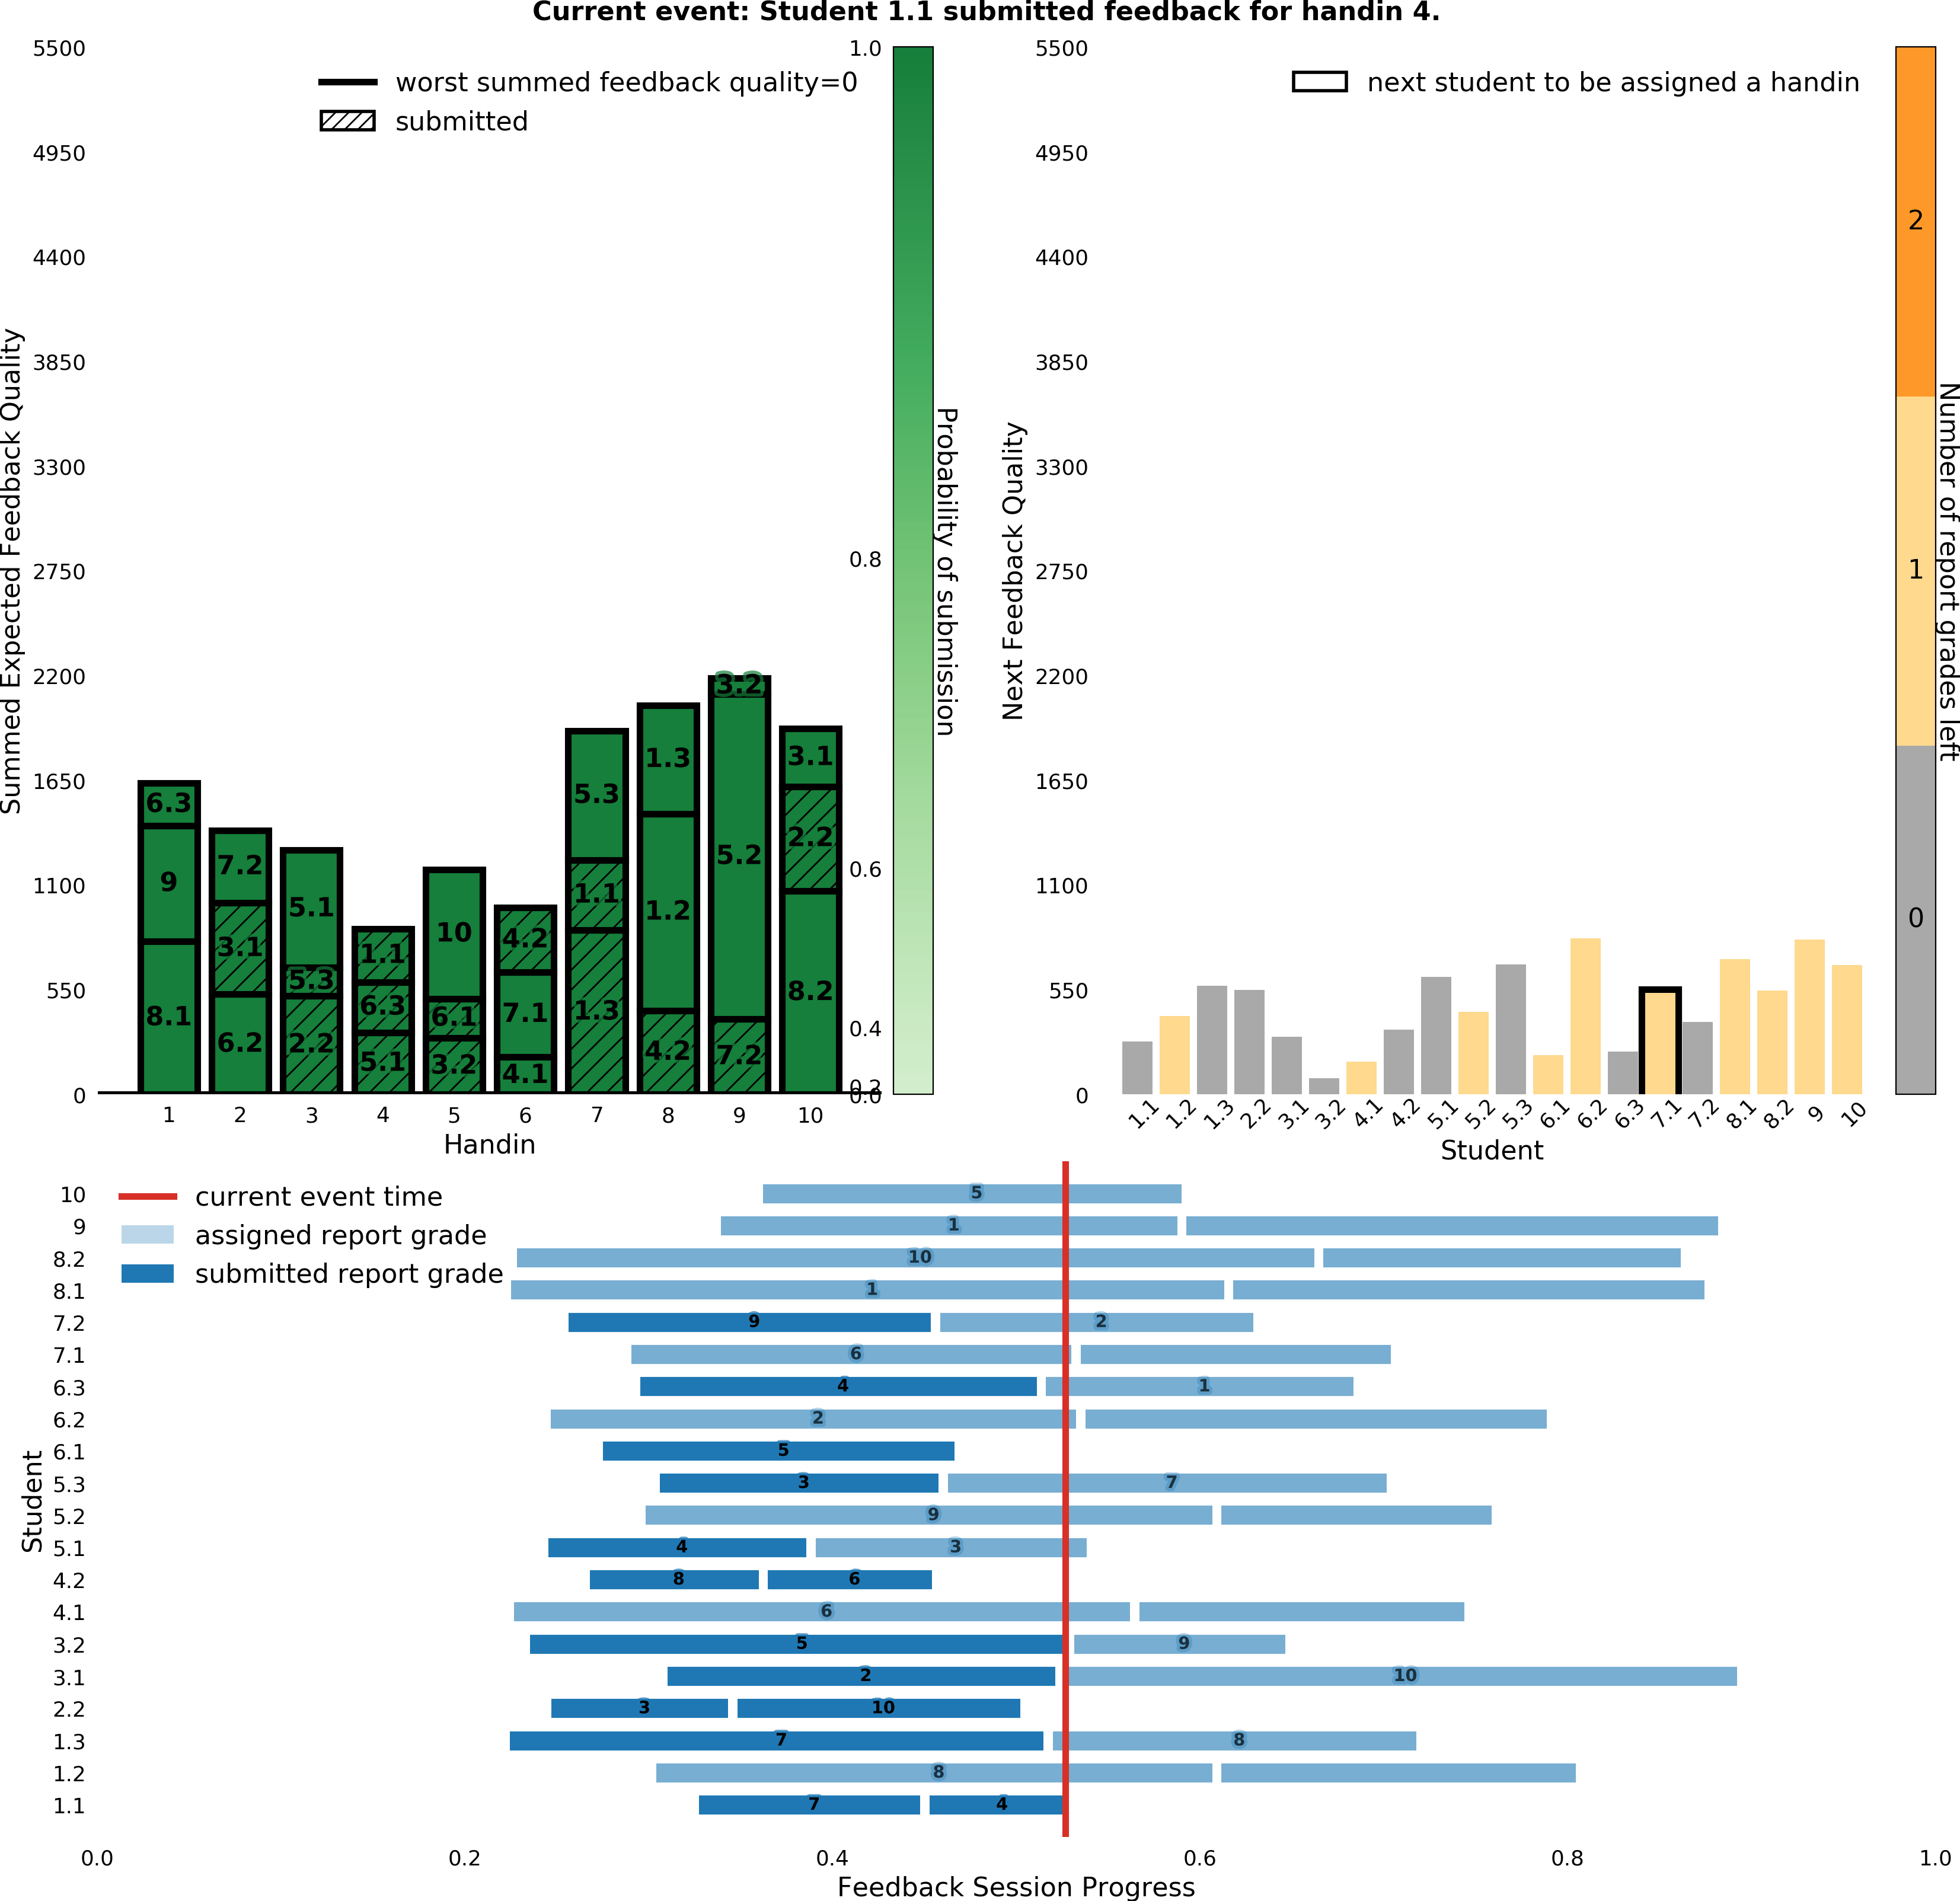 Current event: Student 1.1 submitted feedback for handin 4.
5500
4950
4400
3850
3300
2750
2200
1650
1100
550
0
Summed Expected Feedback Quality
worst summed feedback quality=0
submitted
6.3
9
8.1
7.2
3.1
6.2
5.1
5.3
2.2
1.1
6.3
5.1
10
6.1
3.2
4.2
7.1
4.1
5.3
1.1
1.3
1.3
1.2
4.2
3.2
5.2
7.2
3.1
2.2
8.2
1 2 3 4 5 6 7 8 9 10
Handin
1.0
0.8
0.6
0.4
0.2
0.0
Probability of submission
5500
4950
4400
3850
3300
2750
2200
1650
1100
550
0
Next Feedback Quality
next student to be assigned a handin
1.1 1.2 1.3 2.2 3.1 3.2 4.1 4.2 5.1 5.2 5.3 6.1 6.2 6.3 7.1 7.2 8.1 8.2 9 10
Student
2
1
0
Number of report grades left
current event time
assigned report grade
submitted report grade
Student
10 5
9 1
8.2 10
8.1 1
7.2 9 2
7.1 6
6.3 4 1
6.2 2
6.1 5
5.3 3 7
5.2 9
5.1 4 3
4.2 8 6
4.1 6
3.2 5 9
3.1 2 10
2.2 3 10
1.3 7 8
1.2 8
1.1 7 4
0.0 0.2 0.4 0.6 0.8 1.0
Feedback Session Progress